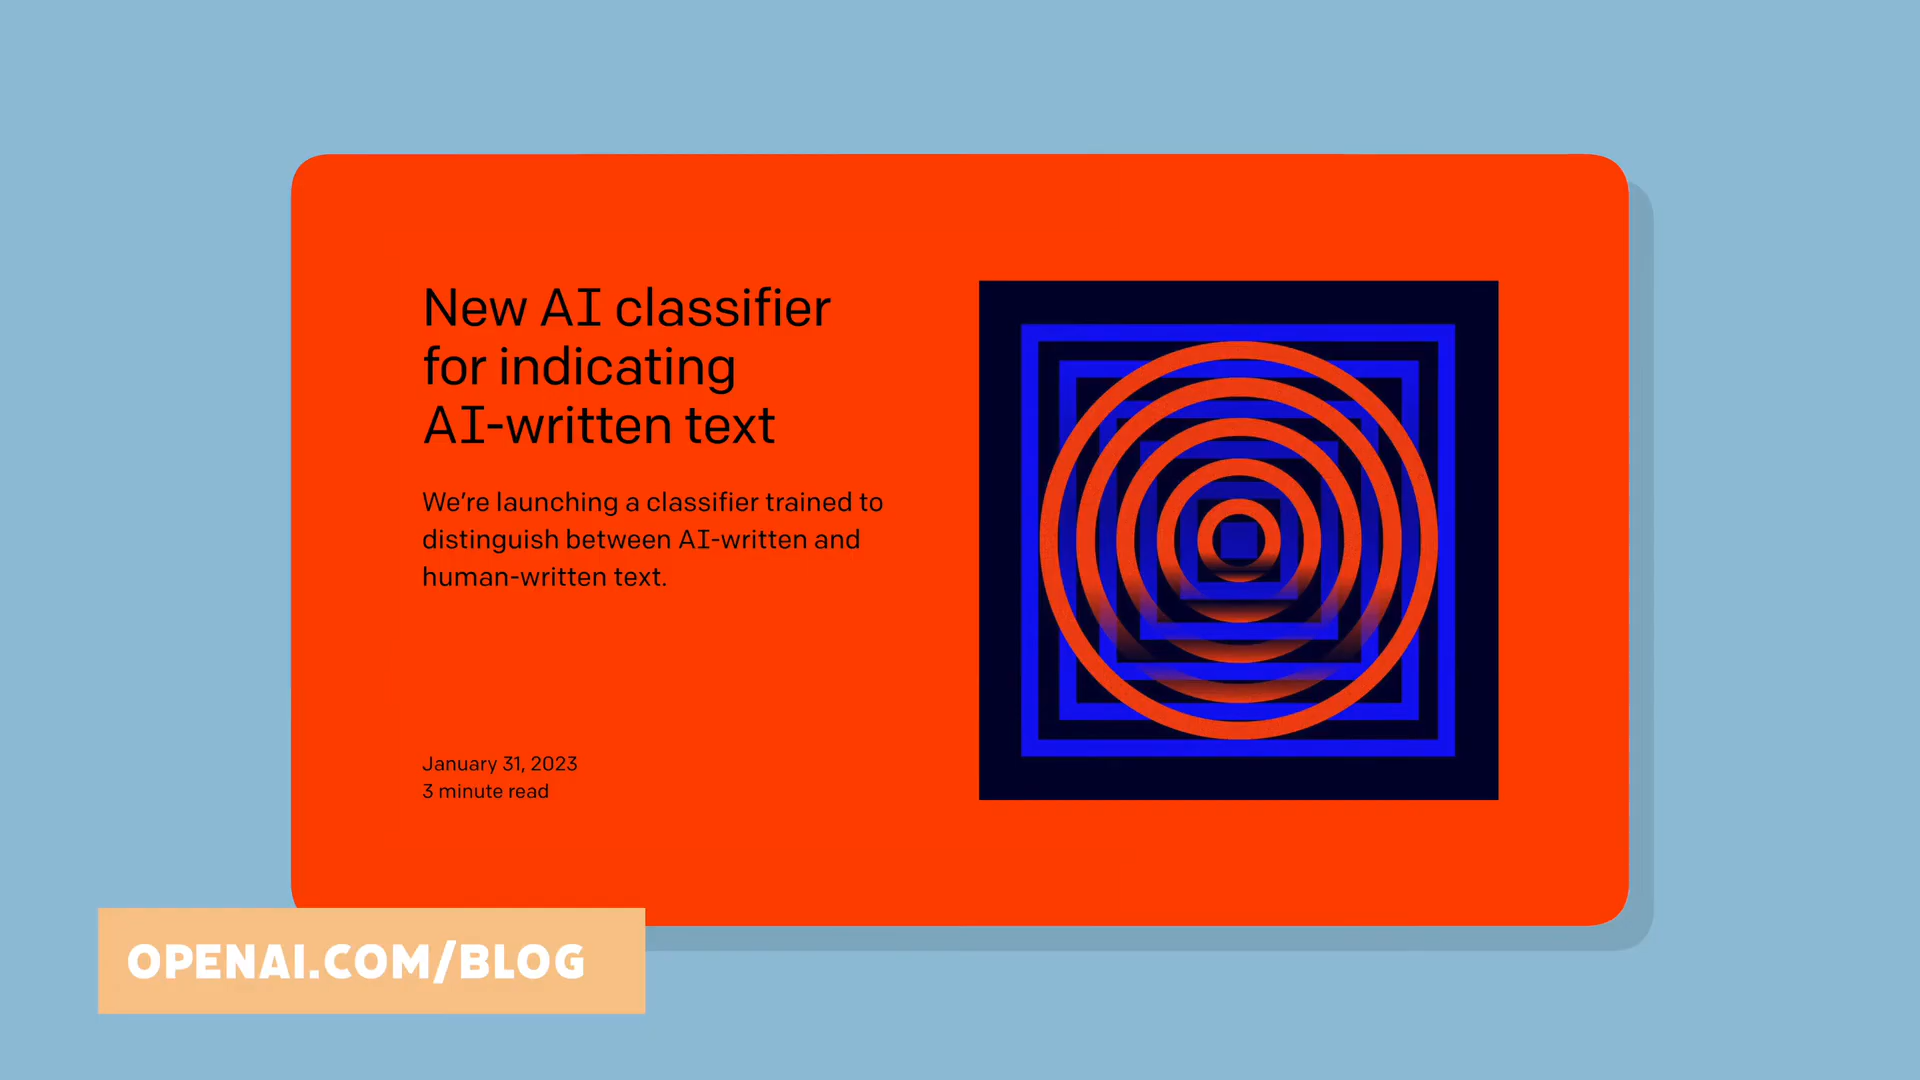 New AI classifier
for indicating
AI-written text
We’re launching a classifier trained to
distinguish between AI-written and
human-written text.
January 31, 2023
3 minute read
OPENAI.COM/BLOG